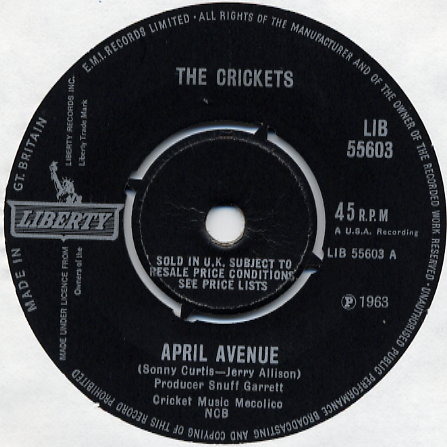 MADE IN GT. BRITAIN · E.M.I. RECORDS LIMITED · ALL RIGHTS OF THE MANUFACTURER AND OF THE OWNER OF THE RECORDED WORK RESERVED · UNAUTHORISED PUBLIC PERFORMANCE BROADCASTING AND COPYING OF THIS RECORD PROHIBITED
THE CRICKETS
LIBERTY RECORDS INC.
Liberty Trade Mark
Owners of the
MADE UNDER LICENCE FROM
LIBERTY
LIB
55603
45 R.P.M
A U.S.A. Recording
LIB 55603 A
SOLD IN U.K. SUBJECT TO
RESALE PRICE CONDITIONS
SEE PRICE LISTS
Ⓟ 1963
APRIL AVENUE
(Sonny Curtis—Jerry Allison)
Producer Snuff Garrett
Cricket Music Mecolico
NCB